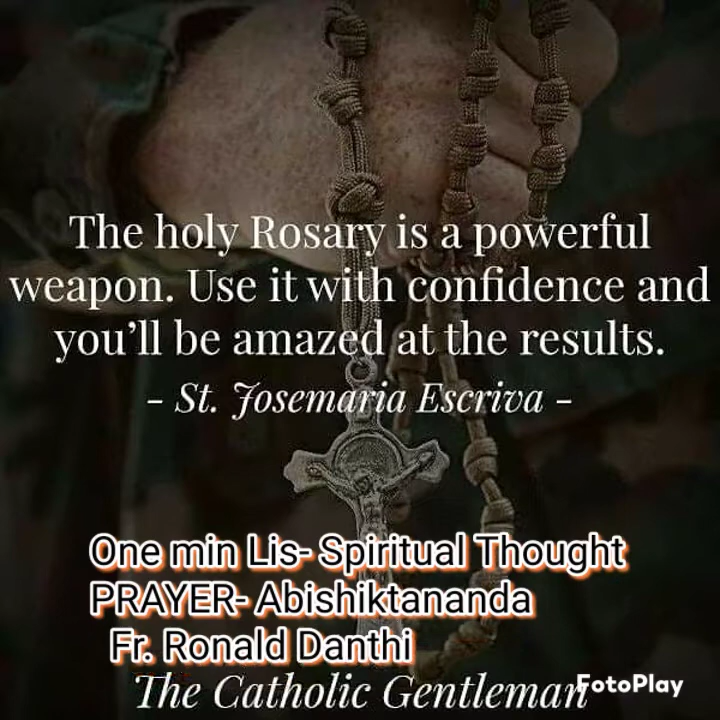 The holy Rosary is a powerful
weapon. Use it with confidence and
you’ll be amazed at the results.
- St. Josemaria Escriva -
One min Lis- Spiritual Thought
PRAYER- Abishiktananda
Fr. Ronald Danthi
The Catholic Gentleman
FotoPlay